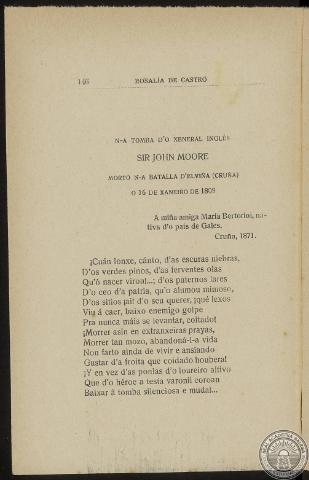 146 ROSALÍA DE CASTRO
N-A TOMBA D'O XENERAL INGLÉS
SIR JOHN MOORE
MORTO N-A BATALLA D'ELVIÑA (CRUÑA)
O 16 DE XANEIRO DE 1809
A miña amiga María Bertorini, na-
tiva d'o pais de Gales.
Cruña, 1871.
¡Cuán lonxe, cánto, d'as escuras niebras,
D'os verdes pinos, d'as ferventes olas
Qu'ó nacer viron!...; d'os paternos lares
D'o ceo d'a patria, qu'o alumou mimoso,
D'os sitios ¡ai! d'o seu querer, ¡qué lexos
Viu á caer, baixo enemigo golpe
Pra nunca máis se levantar, coitado!
¡Morrer asin en extranxeiras prayas,
Morrer tan mozo, abandoná-l-a vida
Non farto ainda de vivir e ansiando
Gustar d'a froita que coidado houbera!
¡Y en vez d'as ponlas d'o loureiro altivo
Que d'o héroe a testa varonil coroan
Baixar á tomba silenciosa e muda!...